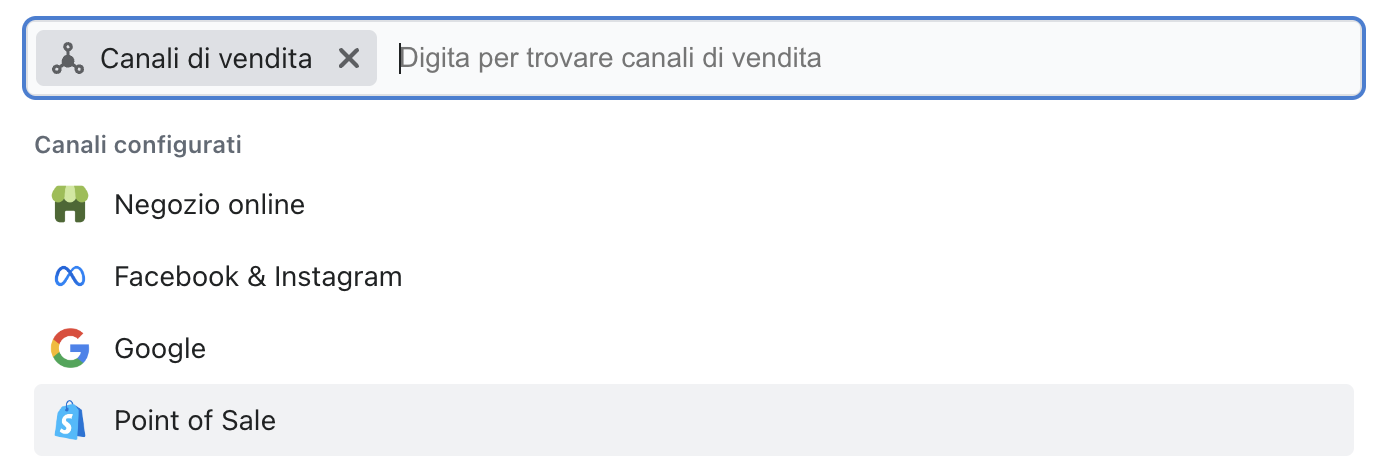 Canali di vendita Digita per trovare canali di vendita
Canali configurati
Negozio online
Facebook & Instagram
Google
Point of Sale